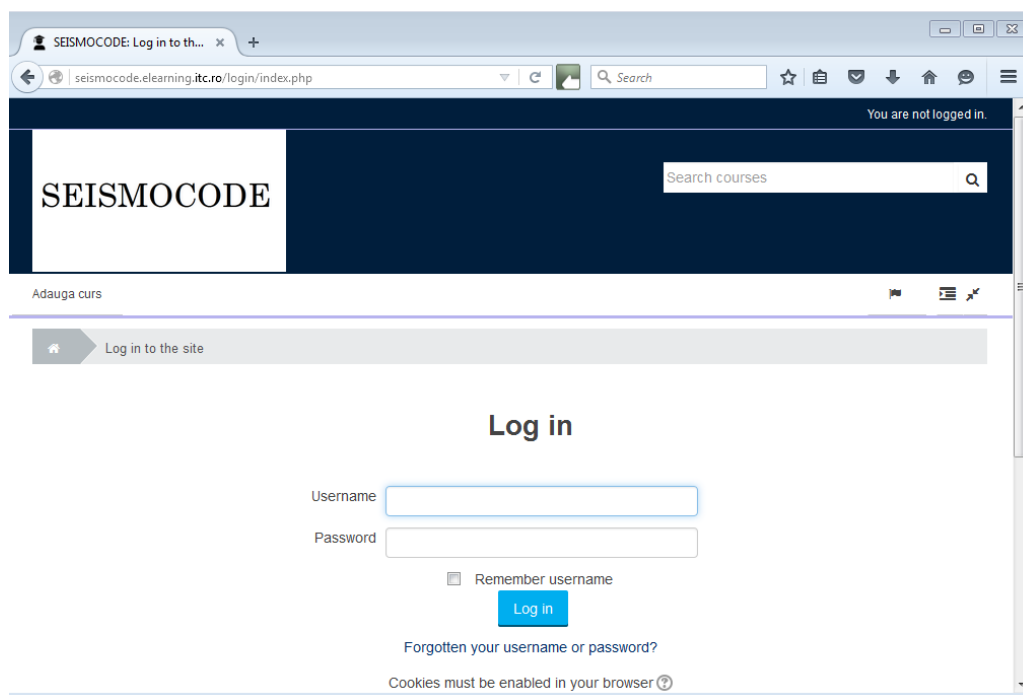 SEISMOCODE: Log in to th...
seismocode.elearning.itc.ro/login/index.php
Search
You are not logged in.
SEISMOCODE
Search courses
Adauga curs
Log in to the site
Log in
Username
Password
Remember username
Log in
Forgotten your username or password?
Cookies must be enabled in your browser